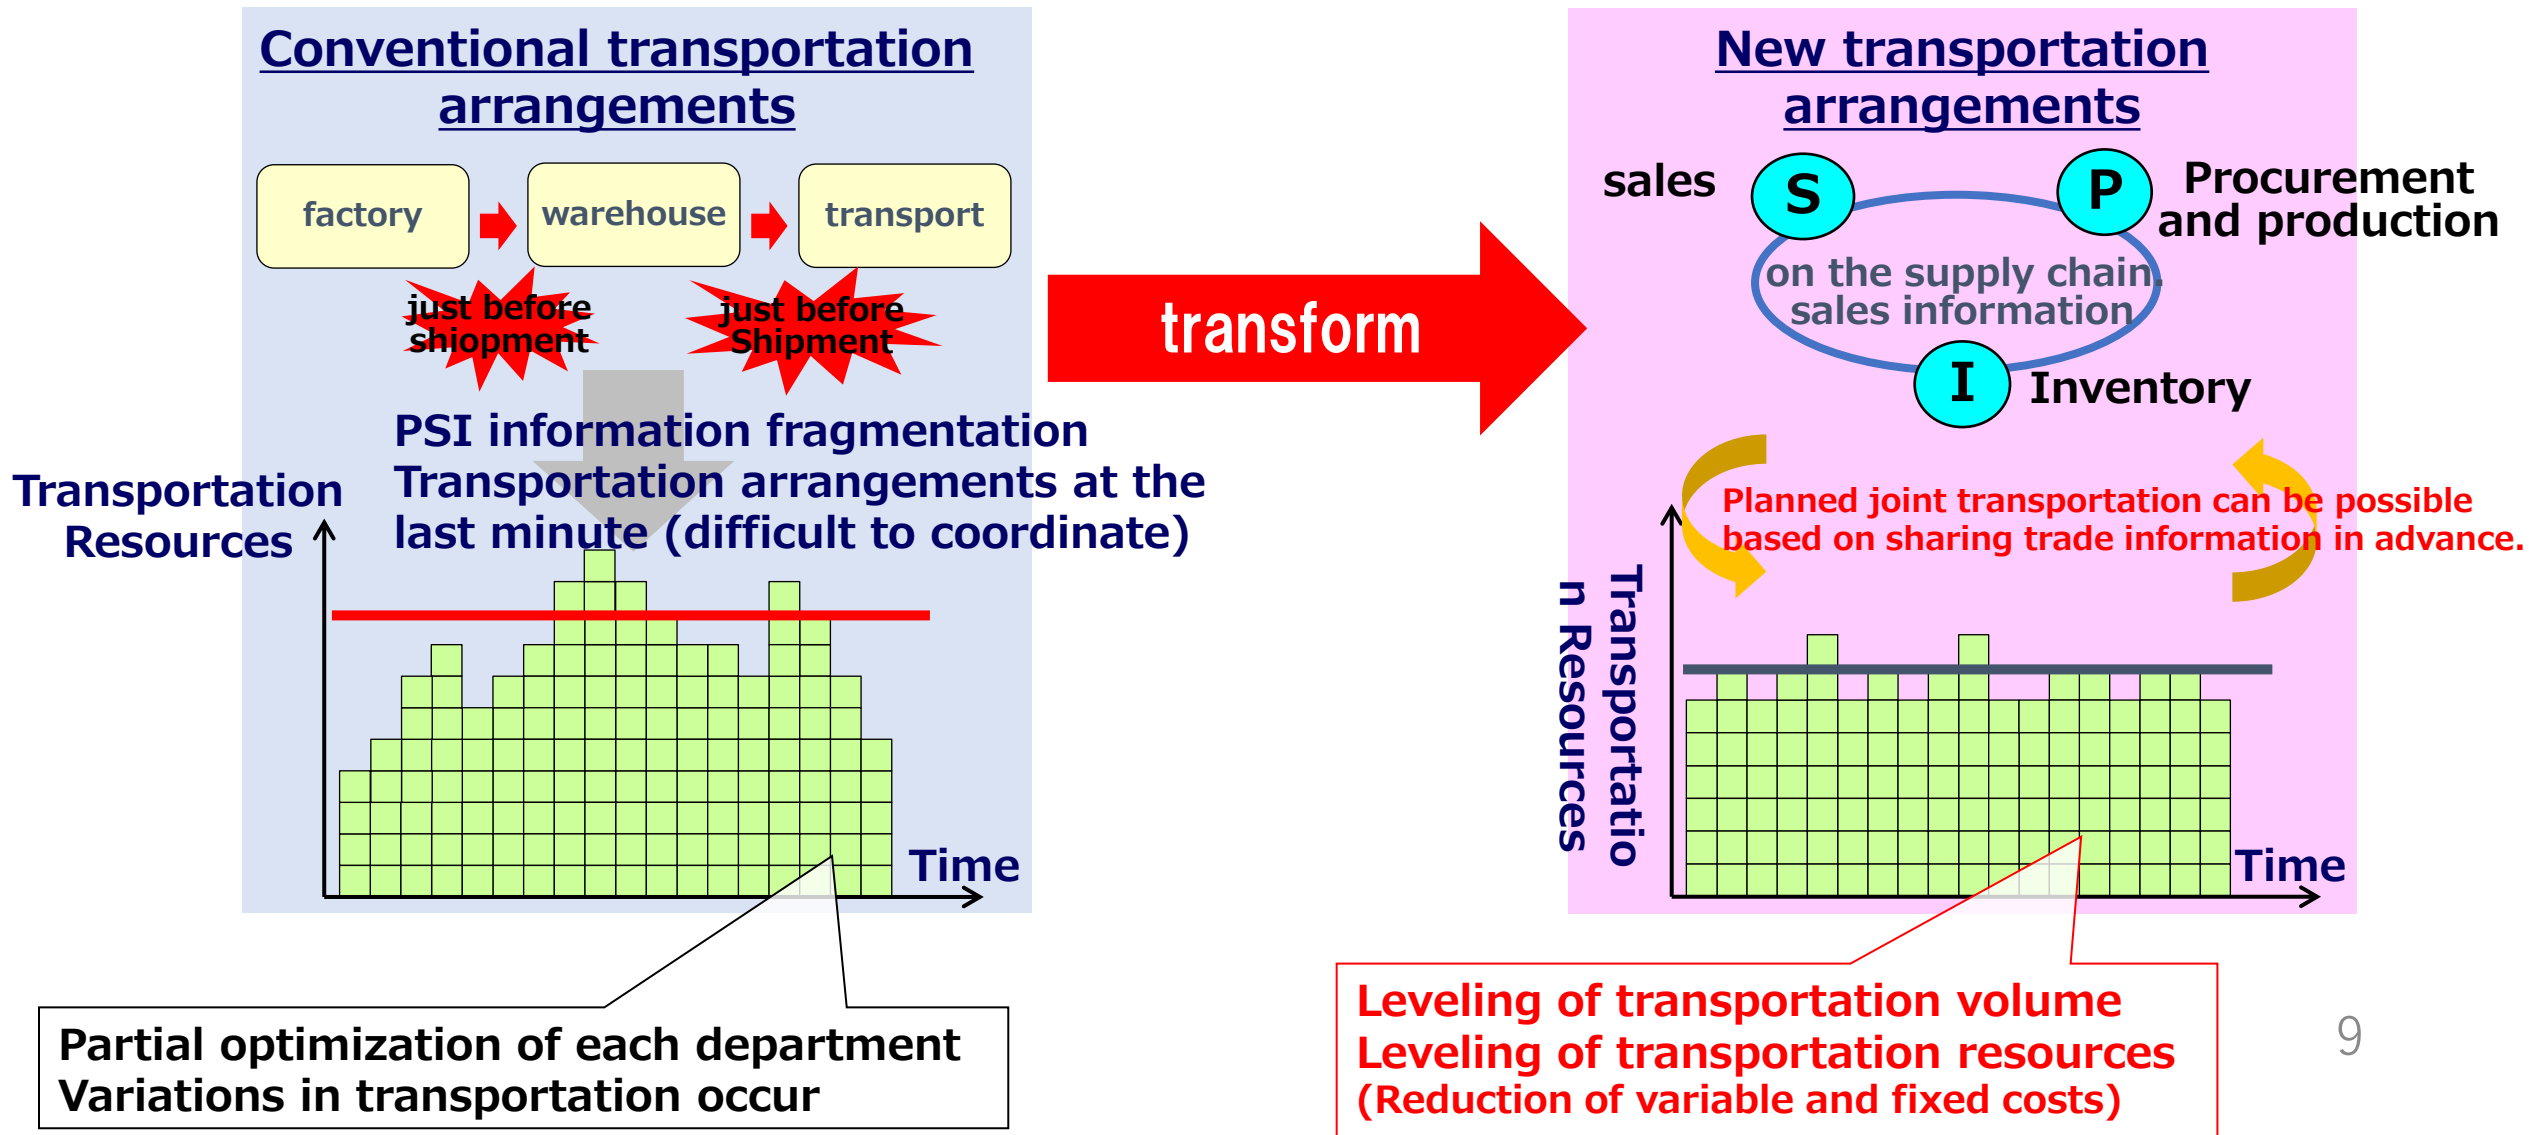 Conventional transportation
arrangements
factory
warehouse
transport
just before
shiopment
just before
Shipment
PSI information fragmentation
Transportation arrangements at the
last minute (difficult to coordinate)
Transportation
Resources
Time
Partial optimization of each department
Variations in transportation occur
transform
New transportation
arrangements
sales
S
P
Procurement
and production
on the supply chain.
sales information
I
Inventory
Planned joint transportation can be possible
based on sharing trade information in advance.
Transportatio
n Resources
Time
Leveling of transportation volume
Leveling of transportation resources
(Reduction of variable and fixed costs)
9